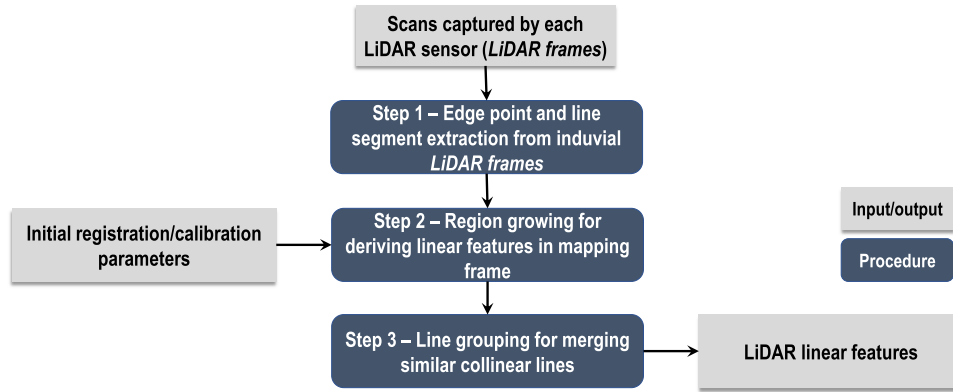 Scans captured by each
LiDAR sensor (LiDAR frames)
Step 1 – Edge point and line
segment extraction from induvial
LiDAR frames
Initial registration/calibration
parameters
Step 2 – Region growing for
deriving linear features in mapping
frame
Input/output
Procedure
Step 3 – Line grouping for merging
similar collinear lines
LiDAR linear features